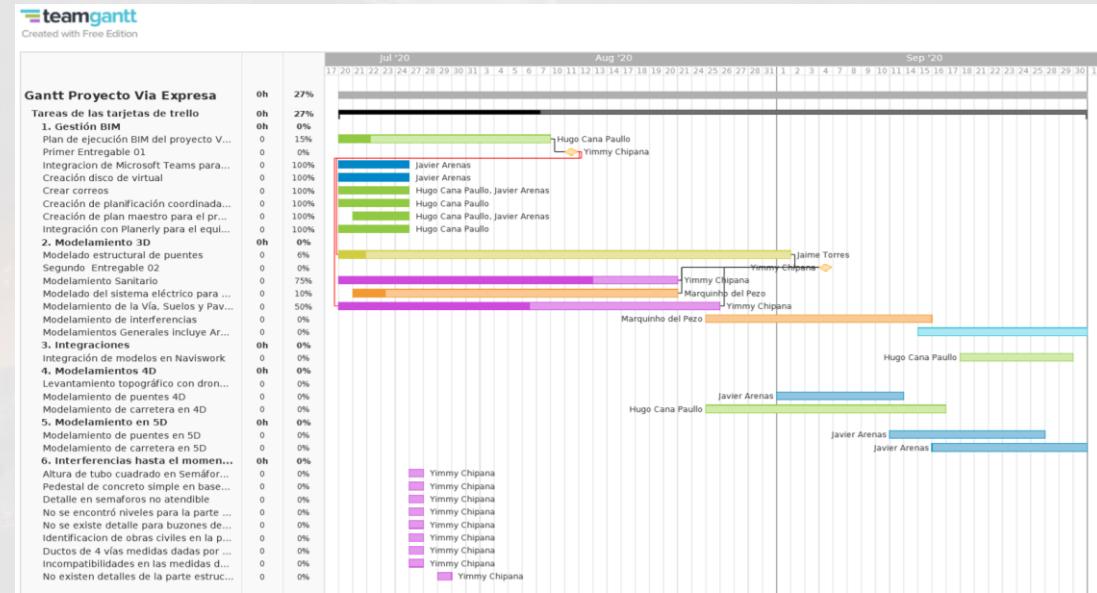 teamgantt
Created with Free Edition
Jul '20 Aug '20 Sep '20
17 20 21 22 23 24 27 28 29 30 31 3 4 5 6 7 10 11 12 13 14 17 18 19 20 21 24 25 26 27 28 31 1 2 3 4 7 8 9 10 11 14 15 16 17 18 21 22 23 24 25 28 29 30 1
Gantt Proyecto Via Expresa 0h 27%
Tareas de las tarjetas de trello 0h 27%
1. Gestión BIM 0h 0%
Plan de ejecución BIM del proyecto V... 0 15% Hugo Cana Paullo
Primer Entregable 01 0 0% Yimmy Chipana
Integracion de Microsoft Teams para... 0 100% Javier Arenas
Creación disco de virtual 0 100% Javier Arenas
Crear correos 0 100% Hugo Cana Paullo, Javier Arenas
Creación de planificación coordinada... 0 100% Hugo Cana Paullo
Creación de plan maestro para el pr... 0 100% Hugo Cana Paullo, Javier Arenas
Integración con Planerly para el equi... 0 100% Hugo Cana Paullo
2. Modelamiento 3D 0h 0%
Modelado estructural de puentes 0 6% Jaime Torres
Segundo Entregable 02 0 0% Yimmy Chipana
Modelamiento Sanitario 0 75% Yimmy Chipana
Modelado del sistema eléctrico para ... 0 10% Marquinho del Pezo
Modelamiento de la Vía, Suelos y Pav... 0 50% Yimmy Chipana
Modelamiento de interferencias 0 0% Marquinho del Pezo
Modelamientos Generales incluye Ar... 0 0%
3. Integraciones 0h 0%
Integración de modelos en Naviswork 0 0% Hugo Cana Paullo
4. Modelamientos 4D 0h 0%
Levantamiento topográfico con dron... 0 0%
Modelamiento de puentes 4D 0 0% Javier Arenas
Modelamiento de carretera en 4D 0 0% Hugo Cana Paullo
5. Modelamiento en 5D 0h 0%
Modelamiento de puentes en 5D 0 0% Javier Arenas
Modelamiento de carretera en 5D 0 0% Javier Arenas
6. Interferencias hasta el momen... 0h 0%
Altura de tubo cuadrado en Semáfor... 0 0% Yimmy Chipana
Pedestal de concreto simple en base... 0 0% Yimmy Chipana
Detalle en semaforos no atendible 0 0% Yimmy Chipana
No se encontró niveles para la parte ... 0 0% Yimmy Chipana
No se existe detalle para buzones de... 0 0% Yimmy Chipana
Identificacion de obras civiles en la p... 0 0% Yimmy Chipana
Ductos de 4 vías medidas dadas por ... 0 0% Yimmy Chipana
Incompatibilidades en las medidas d... 0 0% Yimmy Chipana
No existen detalles de la parte estruc... 0 0% Yimmy Chipana